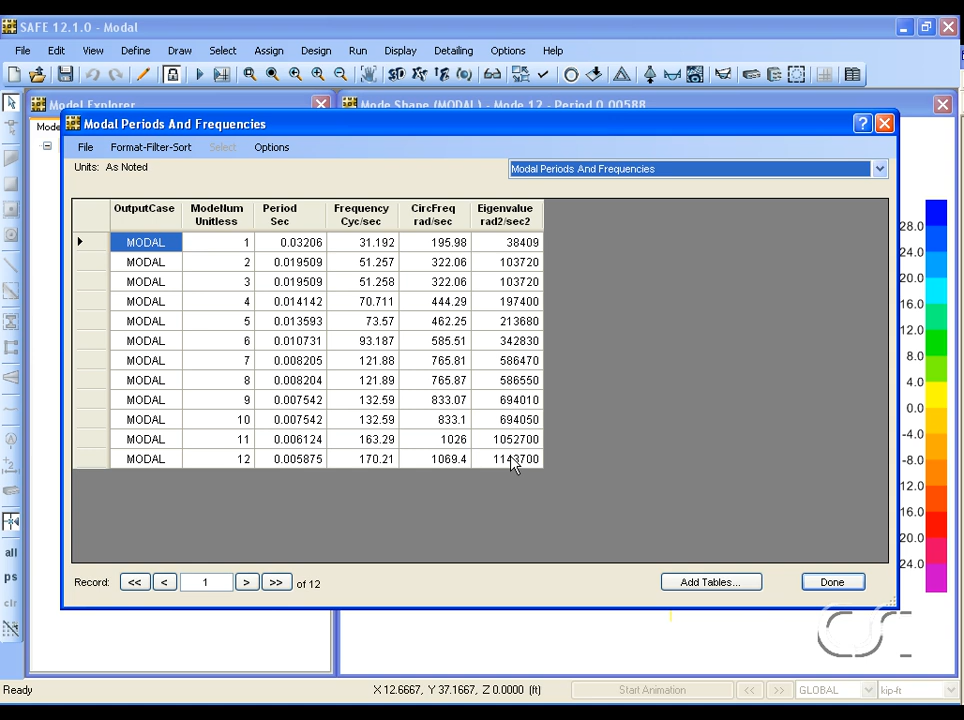 SAFE 12.1.0 - Modal
File Edit View Define Draw Select Assign Design Run Display Detailing Options Help
Model Explorer
Mode Shape (MODAL) - Mode 12 - Period 0.00588
Mode
Modal Periods And Frequencies
File Format-Filter-Sort Select Options
Units: As Noted
Modal Periods And Frequencies
OutputCase ModeNum Period Frequency CircFreq Eigenvalue
Unitless Sec Cyc/sec rad/sec rad2/sec2
MODAL 1 0.03206 31.192 195.98 38409
MODAL 2 0.019509 51.257 322.06 103720
MODAL 3 0.019509 51.258 322.06 103720
MODAL 4 0.014142 70.711 444.29 197400
MODAL 5 0.013593 73.57 462.25 213680
MODAL 6 0.010731 93.187 585.51 342830
MODAL 7 0.008205 121.88 765.81 586470
MODAL 8 0.008204 121.89 765.87 586550
MODAL 9 0.007542 132.59 833.07 694010
MODAL 10 0.007542 132.59 833.1 694050
MODAL 11 0.006124 163.29 1026 1052700
MODAL 12 0.005875 170.21 1069.4
28.0
24.0
20.0
16.0
12.0
8.0
4.0
0.0
-4.0
-8.0
12.0
16.0
20.0
24.0
all
ps
clr
Record: << < 1 > >> of 12
Add Tables... Done
CSI
Ready
X 12.6667, Y 37.1667, Z 0.0000 (ft)
Start Animation << >> GLOBAL kip-ft